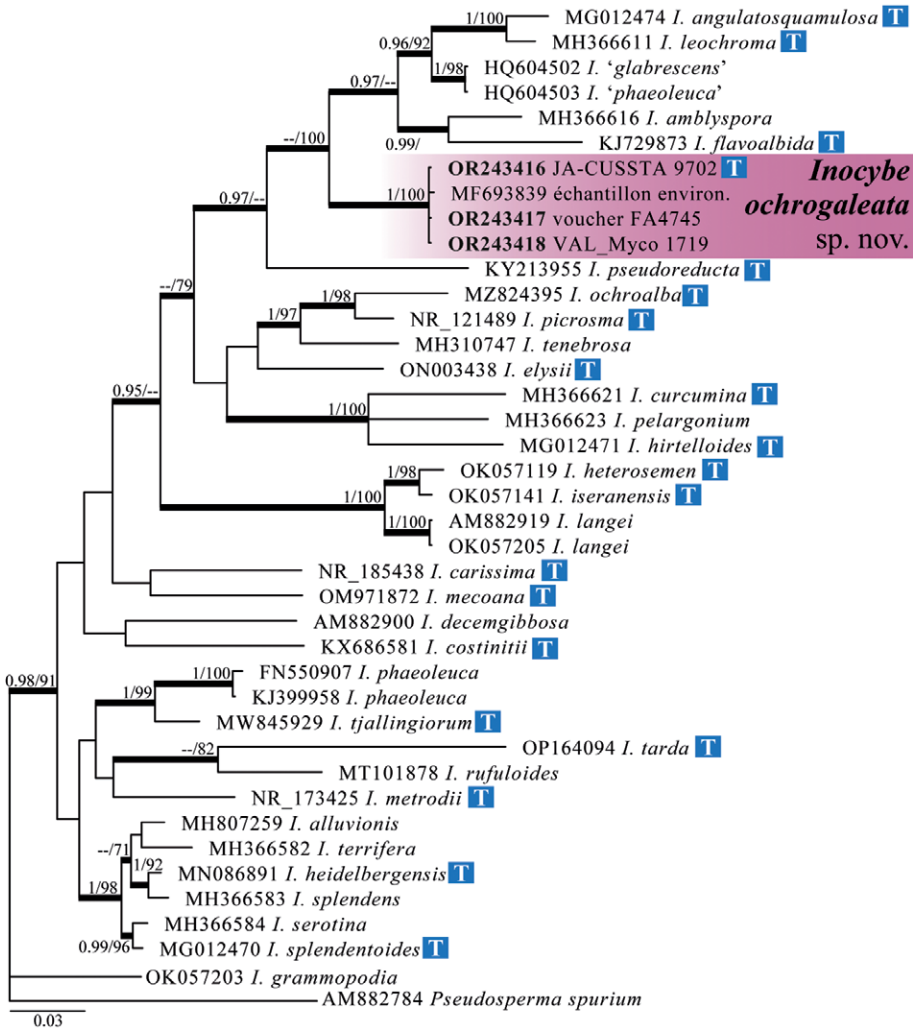 1/100
MG012474 I. angulatosquamulosa T
0.96/92
MH366611 I. leochroma T
0.97/--
1/98
HQ604502 I. ‘glabrescens’
HQ604503 I. ‘phaeoleuca’
MH366616 I. amblyspora
--/100
0.99/
KJ729873 I. flavoalbida T
OR243416 JA-CUSSTA 9702 T
1/100
MF693839 échantillon environ.
OR243417 voucher FA4745
OR243418 VAL_Myco 1719
Inocybe
ochrogaleata
sp. nov.
0.97/--
KY213955 I. pseudoreducta T
--/79
1/98
MZ824395 I. ochroalba T
1/97
NR_121489 I. picrosma T
MH310747 I. tenebrosa
ON003438 I. elysii T
0.95/--
MH366621 I. curcumina T
1/100
MH366623 I. pelargonium
MG012471 I. hirtelloides T
1/98
OK057119 I. heterosemen T
1/100
OK057141 I. iseranensis T
1/100
AM882919 I. langei
OK057205 I. langei
NR_185438 I. carissima T
OM971872 I. mecoana T
AM882900 I. decemgibbosa
KX686581 I. costinitii T
0.98/91
1/100
FN550907 I. phaeoleuca
1/99
KJ399958 I. phaeoleuca
MW845929 I. tjallingiorum T
--/82
OP164094 I. tarda T
MT101878 I. rufuloides
NR_173425 I. metrodii T
MH807259 I. alluvionis
--/71
MH366582 I. terrifera
1/92
MN086891 I. heidelbergensis T
1/98
MH366583 I. splendens
MH366584 I. serotina
0.99/96
MG012470 I. splendentoides T
OK057203 I. grammopodia
AM882784 Pseudosperma spurium
0.03